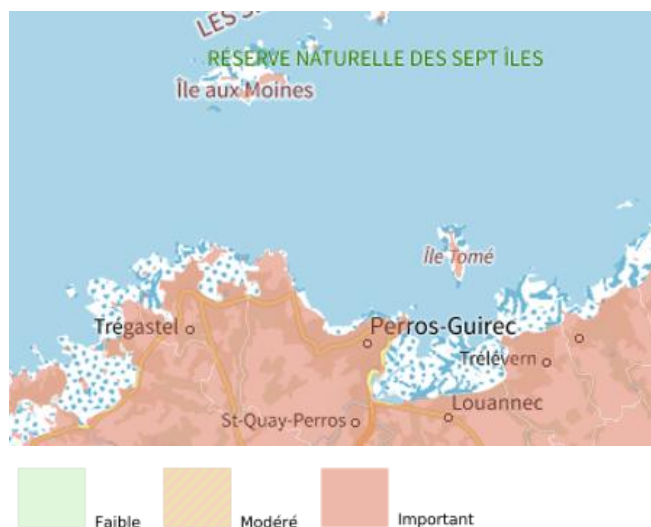 LES S
RÉSERVE NATURELLE DES SEPT ÎLES
Île aux Moines
Île Tomé
Trégastel
Perros-Guirec
Trélévern
Louannec
St-Quay-Perros
Faible
Modéré
Important